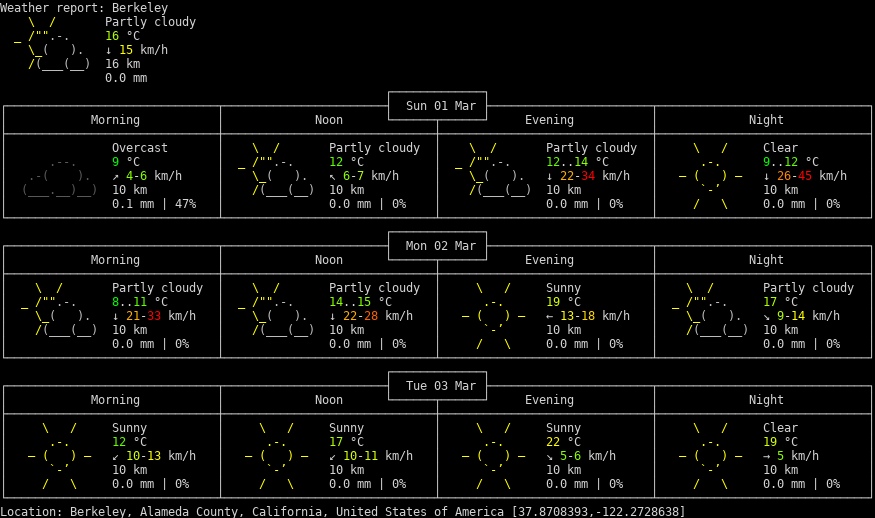 Weather report: Berkeley
Partly cloudy
16 °C
↓ 15 km/h
16 km
0.0 mm
Sun 01 Mar
Morning Noon Evening Night
Overcast Partly cloudy Partly cloudy Clear
9 °C 12 °C 12..14 °C 9..12 °C
↗ 4-6 km/h ↖ 6-7 km/h ↓ 22-34 km/h ↓ 26-45 km/h
10 km 10 km 10 km 10 km
0.1 mm | 47% 0.0 mm | 0% 0.0 mm | 0% 0.0 mm | 0%
Mon 02 Mar
Morning Noon Evening Night
Partly cloudy Partly cloudy Sunny Partly cloudy
8..11 °C 14..15 °C 19 °C 17 °C
↓ 21-33 km/h ↓ 22-28 km/h ← 13-18 km/h ↘ 9-14 km/h
10 km 10 km 10 km 10 km
0.0 mm | 0% 0.0 mm | 0% 0.0 mm | 0% 0.0 mm | 0%
Tue 03 Mar
Morning Noon Evening Night
Sunny Sunny Sunny Clear
12 °C 17 °C 22 °C 19 °C
↙ 10-13 km/h ↙ 10-11 km/h ↘ 5-6 km/h → 5 km/h
10 km 10 km 10 km 10 km
0.0 mm | 0% 0.0 mm | 0% 0.0 mm | 0% 0.0 mm | 0%
Location: Berkeley, Alameda County, California, United States of America [37.8708393,-122.2728638]